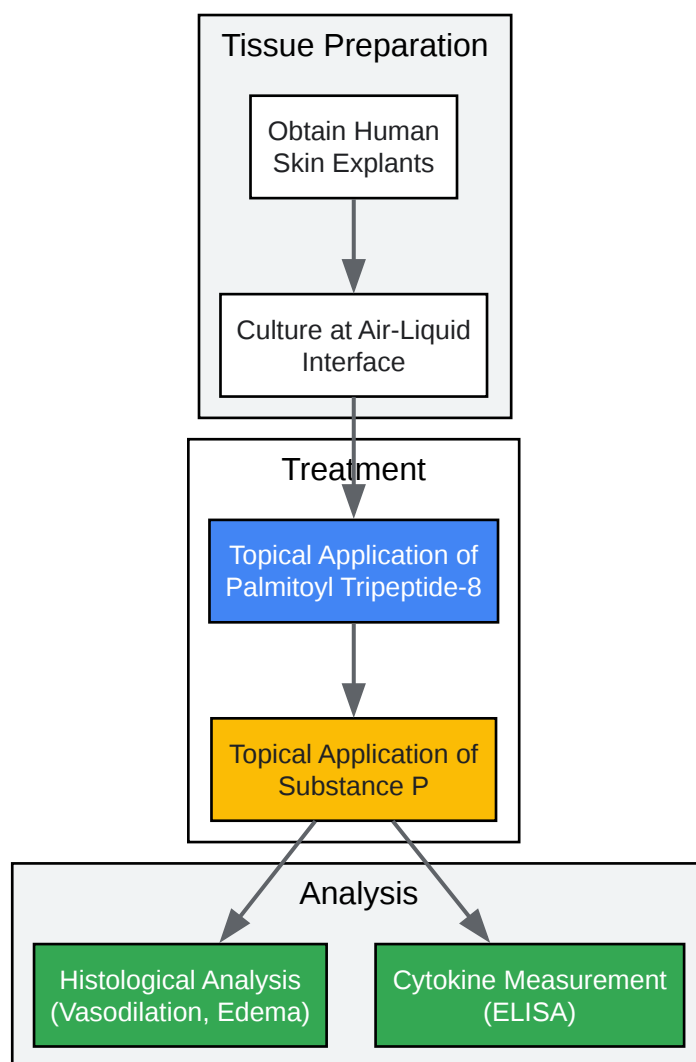 Tissue Preparation
Obtain Human
Skin Explants
Culture at Air-Liquid
Interface
Treatment
Topical Application of
Palmitoyl Tripeptide-8
Topical Application of
Substance P
Analysis
Histological Analysis
(Vasodilation, Edema)
Cytokine Measurement
(ELISA)